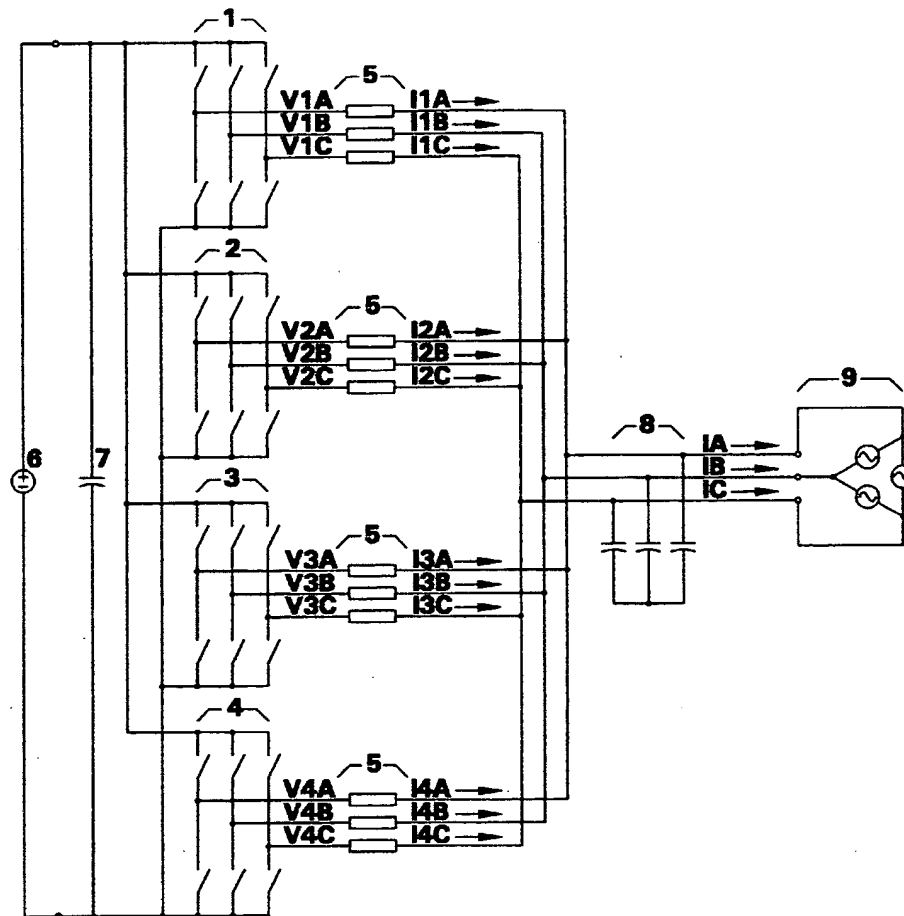 1
5
V1A I1A
V1B I1B
V1C I1C
2
5
V2A I2A
V2B I2B
V2C I2C
9
8
IA
IB
IC
6 7
3
5
V3A I3A
V3B I3B
V3C I3C
4
5
V4A I4A
V4B I4B
V4C I4C